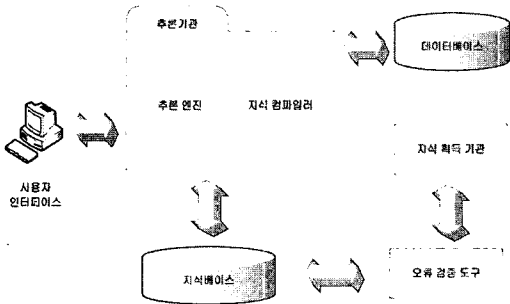 추론기관
데이터베이스
추론 엔진
지식 컴파일러
지식 획득 기관
사용자
인터페이스
지식베이스
오류 검증 도구